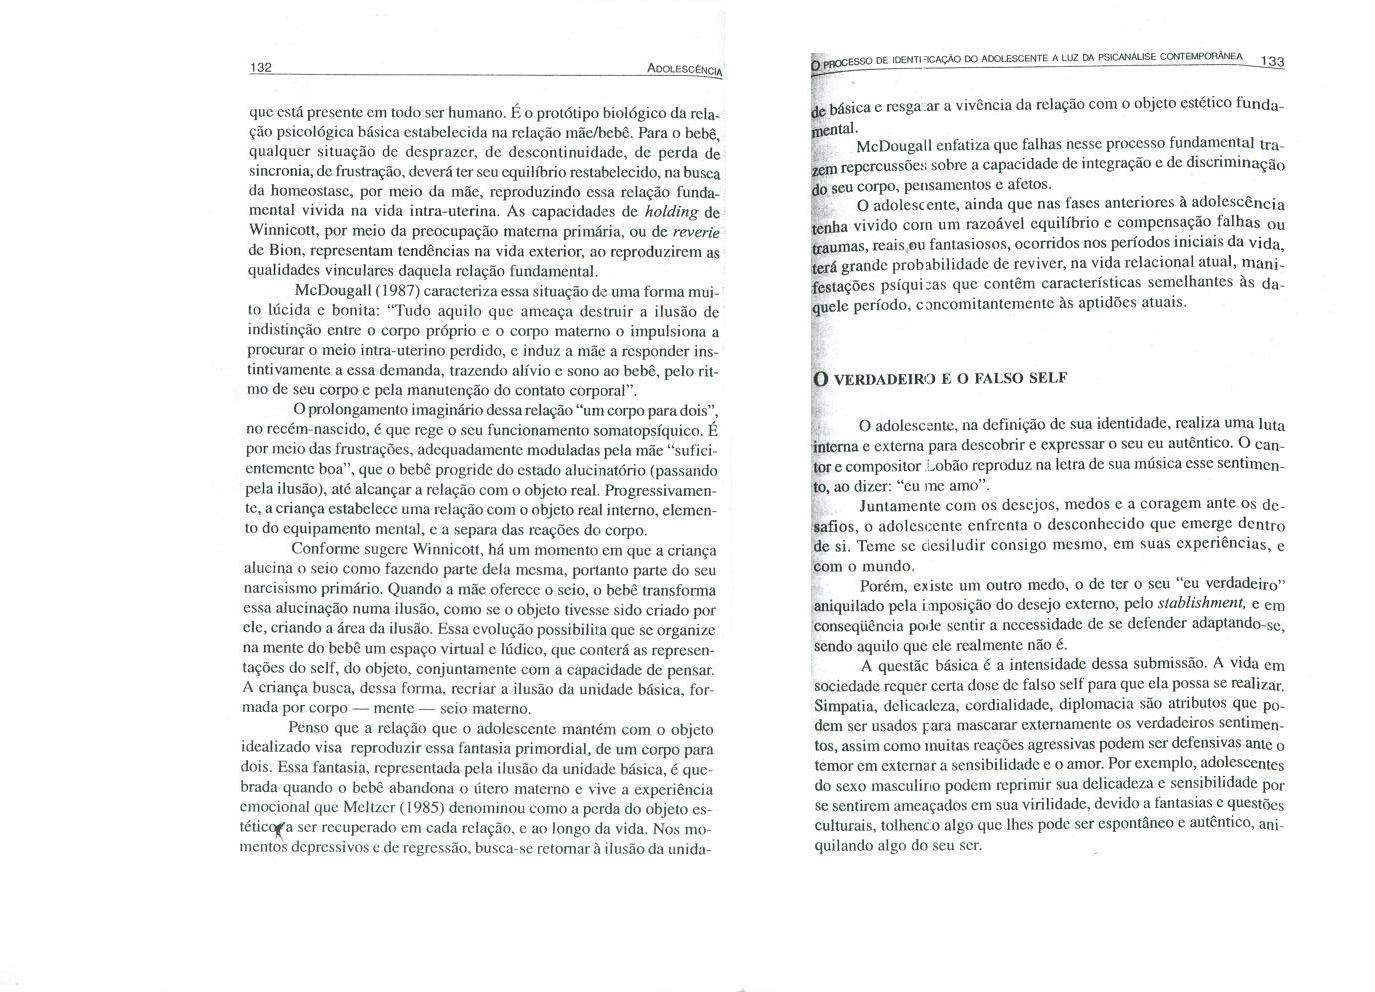 132 ADOLESCÊNCIA
que está presente em todo ser humano. É o protótipo biológico da rela-
ção psicológica básica estabelecida na relação mãe/bebê. Para o bebê,
qualquer situação de desprazer, de descontinuidade, de perda de
sincronia, de frustração, deverá ter seu equilíbrio restabelecido, na busca
da homeostase, por meio da mãe, reproduzindo essa relação funda-
mental vivida na vida intra-uterina. As capacidades de holding de
Winnicott, por meio da preocupação materna primária, ou de reverie
de Bion, representam tendências na vida exterior, ao reproduzirem as
qualidades vinculares daquela relação fundamental.
McDougall (1987) caracteriza essa situação de uma forma mui-
to lúcida e bonita: “Tudo aquilo que ameaça destruir a ilusão de
indistinção entre o corpo próprio e o corpo materno o impulsiona a
procurar o meio intra-uterino perdido, e induz a mãe a responder ins-
tintivamente a essa demanda, trazendo alívio e sono ao bebê, pelo rit-
mo de seu corpo e pela manutenção do contato corporal”.
O prolongamento imaginário dessa relação “um corpo para dois”,
no recém-nascido, é que rege o seu funcionamento somatopsíquico. É
por meio das frustrações, adequadamente moduladas pela mãe “sufici-
entemente boa”, que o bebê progride do estado alucinatório (passando
pela ilusão), até alcançar a relação com o objeto real. Progressivamen-
te, a criança estabelece uma relação com o objeto real interno, elemen-
to do equipamento mental, e a separa das reações do corpo.
Conforme sugere Winnicott, há um momento em que a criança
alucina o seio como fazendo parte dela mesma, portanto parte do seu
narcisismo primário. Quando a mãe oferece o seio, o bebê transforma
essa alucinação numa ilusão, como se o objeto tivesse sido criado por
ele, criando a área da ilusão. Essa evolução possibilita que se organize
na mente do bebê um espaço virtual e lúdico, que conterá as represen-
tações do self, do objeto, conjuntamente com a capacidade de pensar.
A criança busca, dessa forma, recriar a ilusão da unidade básica, for-
mada por corpo — mente — seio materno.
Penso que a relação que o adolescente mantém com o objeto
idealizado visa reproduzir essa fantasia primordial, de um corpo para
dois. Essa fantasia, representada pela ilusão da unidade básica, é que-
brada quando o bebê abandona o útero materno e vive a experiência
emocional que Meltzer (1985) denominou como a perda do objeto es-
tético, a ser recuperado em cada relação, e ao longo da vida. Nos mo-
mentos depressivos e de regressão, busca-se retornar à ilusão da unida-
O PROCESSO DE IDENTIFICAÇÃO DO ADOLESCENTE A LUZ DA PSICANÁLISE CONTEMPORÂNEA 133
de básica e resgatar a vivência da relação com o objeto estético funda-
mental.
McDougall enfatiza que falhas nesse processo fundamental tra-
zem repercussões sobre a capacidade de integração e de discriminação
do seu corpo, pensamentos e afetos.
O adolescente, ainda que nas fases anteriores à adolescência
tenha vivido com um razoável equilíbrio e compensação falhas ou
traumas, reais ou fantasiosos, ocorridos nos períodos iniciais da vida,
terá grande probabilidade de reviver, na vida relacional atual, mani-
festações psíquicas que contêm características semelhantes às da-
quele período, concomitantemente às aptidões atuais.
O VERDADEIRO E O FALSO SELF
O adolescente, na definição de sua identidade, realiza uma luta
interna e externa para descobrir e expressar o seu eu autêntico. O can-
tor e compositor Lobão reproduz na letra de sua música esse sentimen-
to, ao dizer: “eu me amo”.
Juntamente com os desejos, medos e a coragem ante os de-
safios, o adolescente enfrenta o desconhecido que emerge dentro
de si. Teme se desiludir consigo mesmo, em suas experiências, e
com o mundo.
Porém, existe um outro medo, o de ter o seu “eu verdadeiro”
aniquilado pela imposição do desejo externo, pelo stablishment, e em
conseqüência pode sentir a necessidade de se defender adaptando-se,
sendo aquilo que ele realmente não é.
A questão básica é a intensidade dessa submissão. A vida em
sociedade requer certa dose de falso self para que ela possa se realizar.
Simpatia, delicadeza, cordialidade, diplomacia são atributos que po-
dem ser usados para mascarar externamente os verdadeiros sentimen-
tos, assim como muitas reações agressivas podem ser defensivas ante o
temor em externar a sensibilidade e o amor. Por exemplo, adolescentes
do sexo masculino podem reprimir sua delicadeza e sensibilidade por
se sentirem ameaçados em sua virilidade, devido a fantasias e questões
culturais, tolhendo algo que lhes pode ser espontâneo e autêntico, ani-
quilando algo do seu ser.